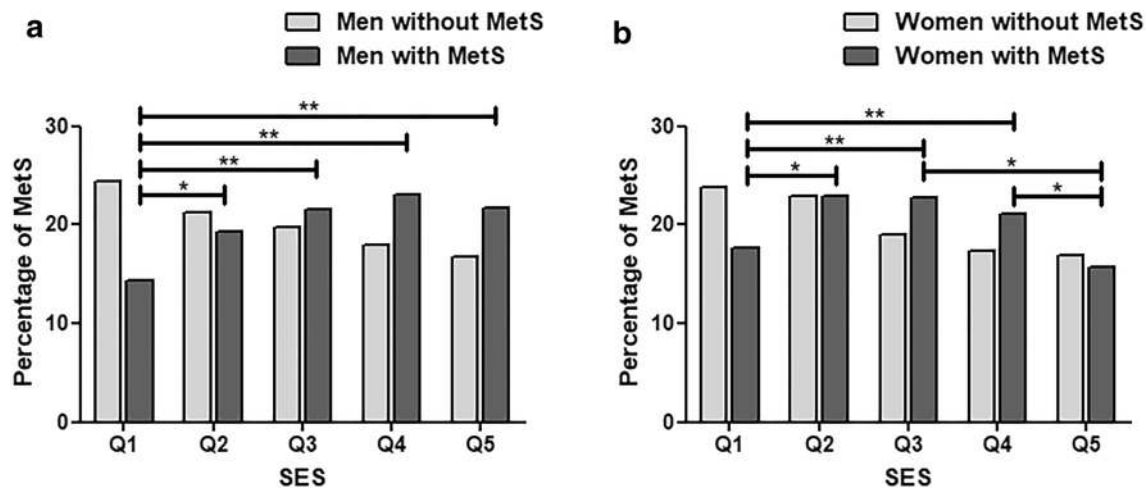 a
Men without MetS
Men with MetS
Percentage of MetS
30
20
10
0
**
**
**
*
Q1 Q2 Q3 Q4 Q5
SES
b
Women without MetS
Women with MetS
Percentage of MetS
30
20
10
0
**
**
*
*
*
Q1 Q2 Q3 Q4 Q5
SES